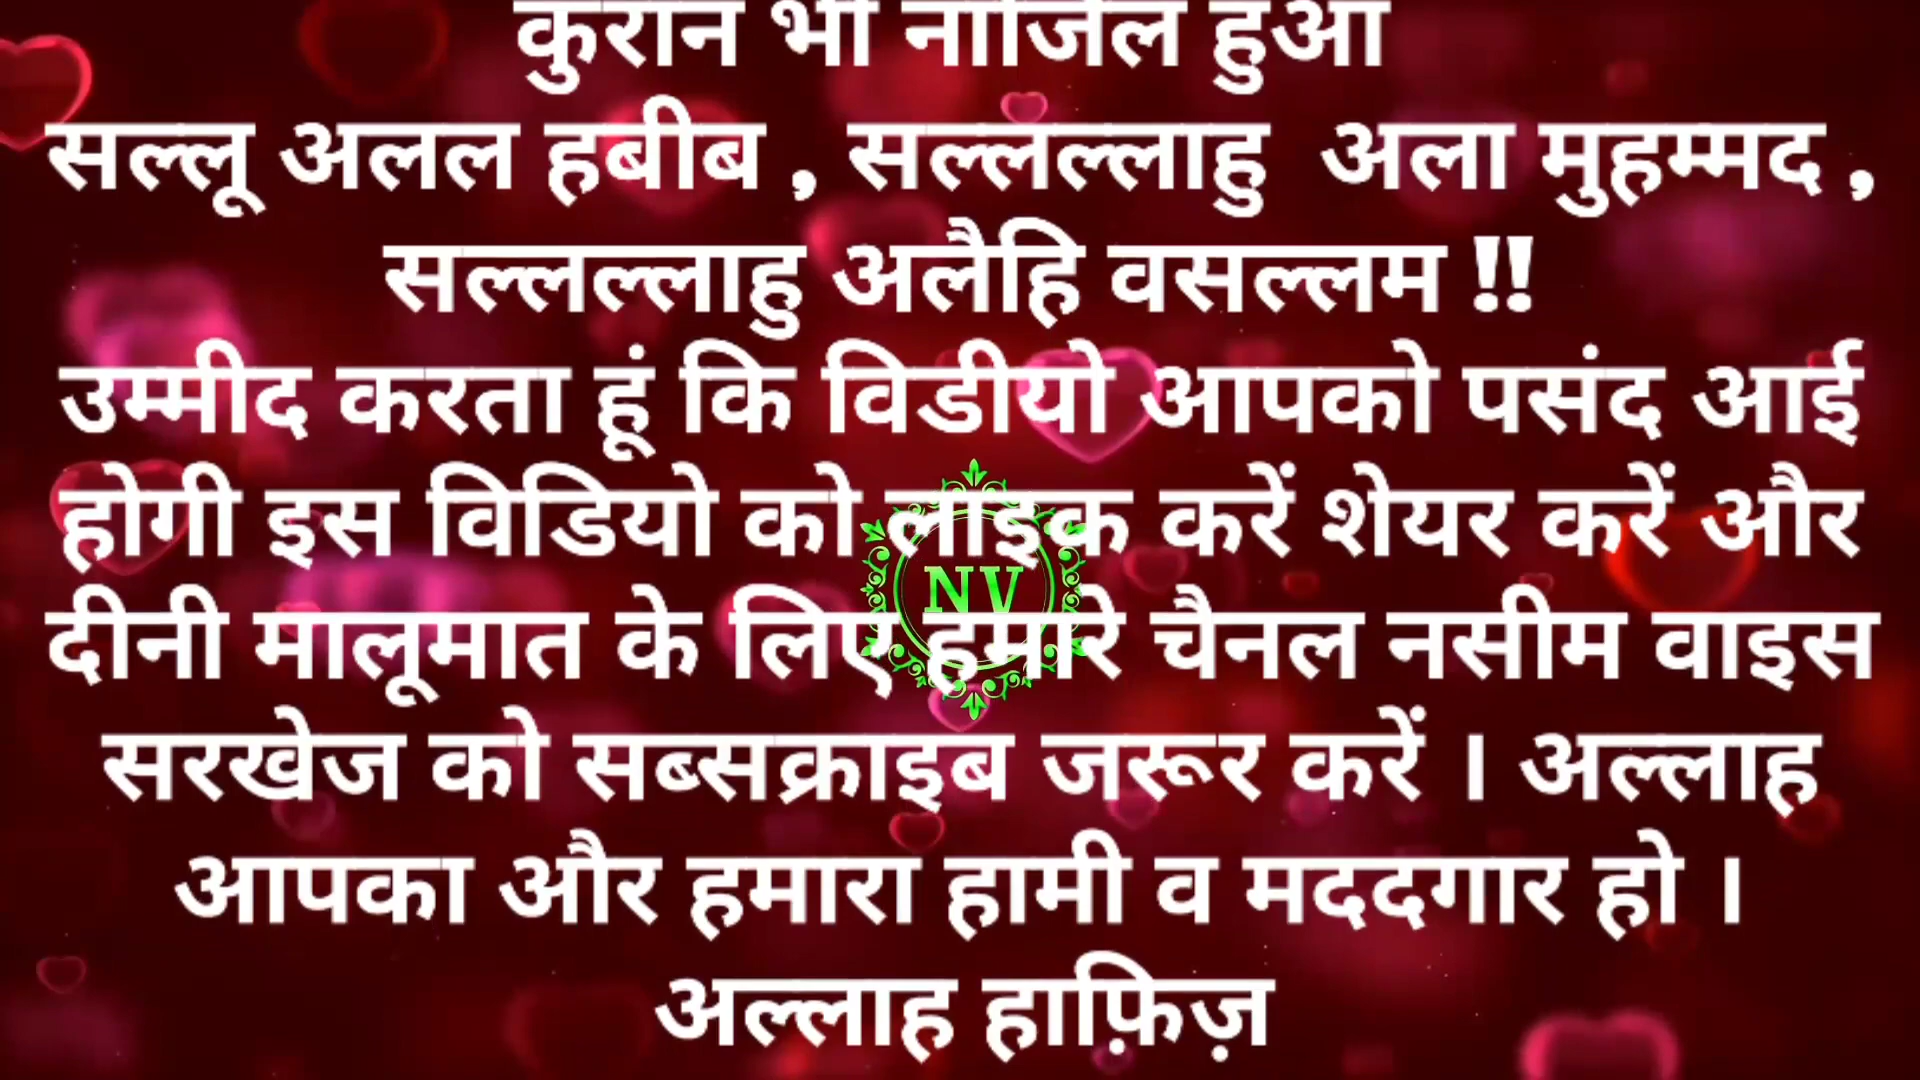 कुरान भी नाजिल हुआ
सल्लू अलल हबीब , सल्लल्लाहु अला मुहम्मद ,
सल्लल्लाहु अलैहि वसल्लम !!
उम्मीद करता हूं कि विडीयो आपको पसंद आई
होगी इस विडियो को लाइक करें शेयर करें और
NV
दीनी मालूमात के लिए हमारे चैनल नसीम वाइस
सरखेज को सब्सक्राइब जरूर करें । अल्लाह
आपका और हमारा हामी व मददगार हो ।
अल्लाह हाफ़िज़